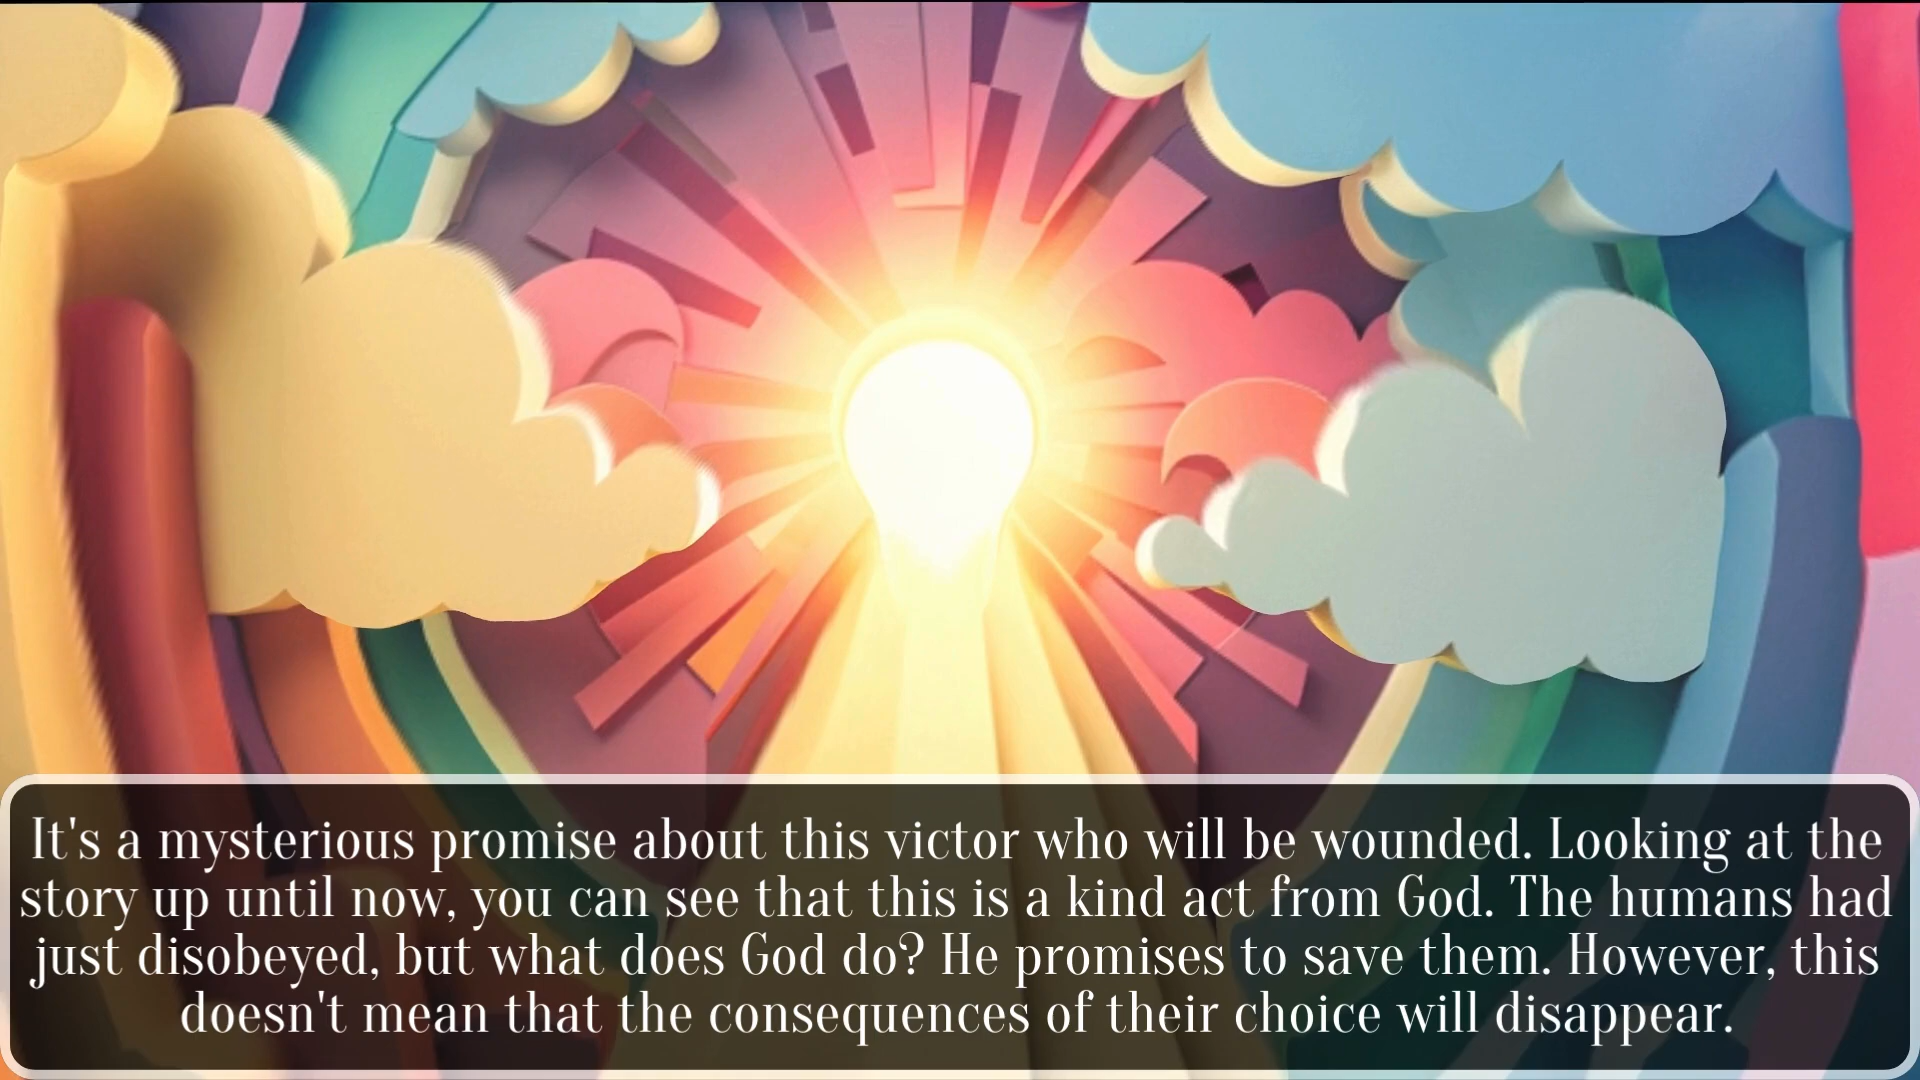 It's a mysterious promise about this victor who will be wounded. Looking at the
story up until now, you can see that this is a kind act from God. The humans had
just disobeyed, but what does God do? He promises to save them. However, this
doesn't mean that the consequences of their choice will disappear.